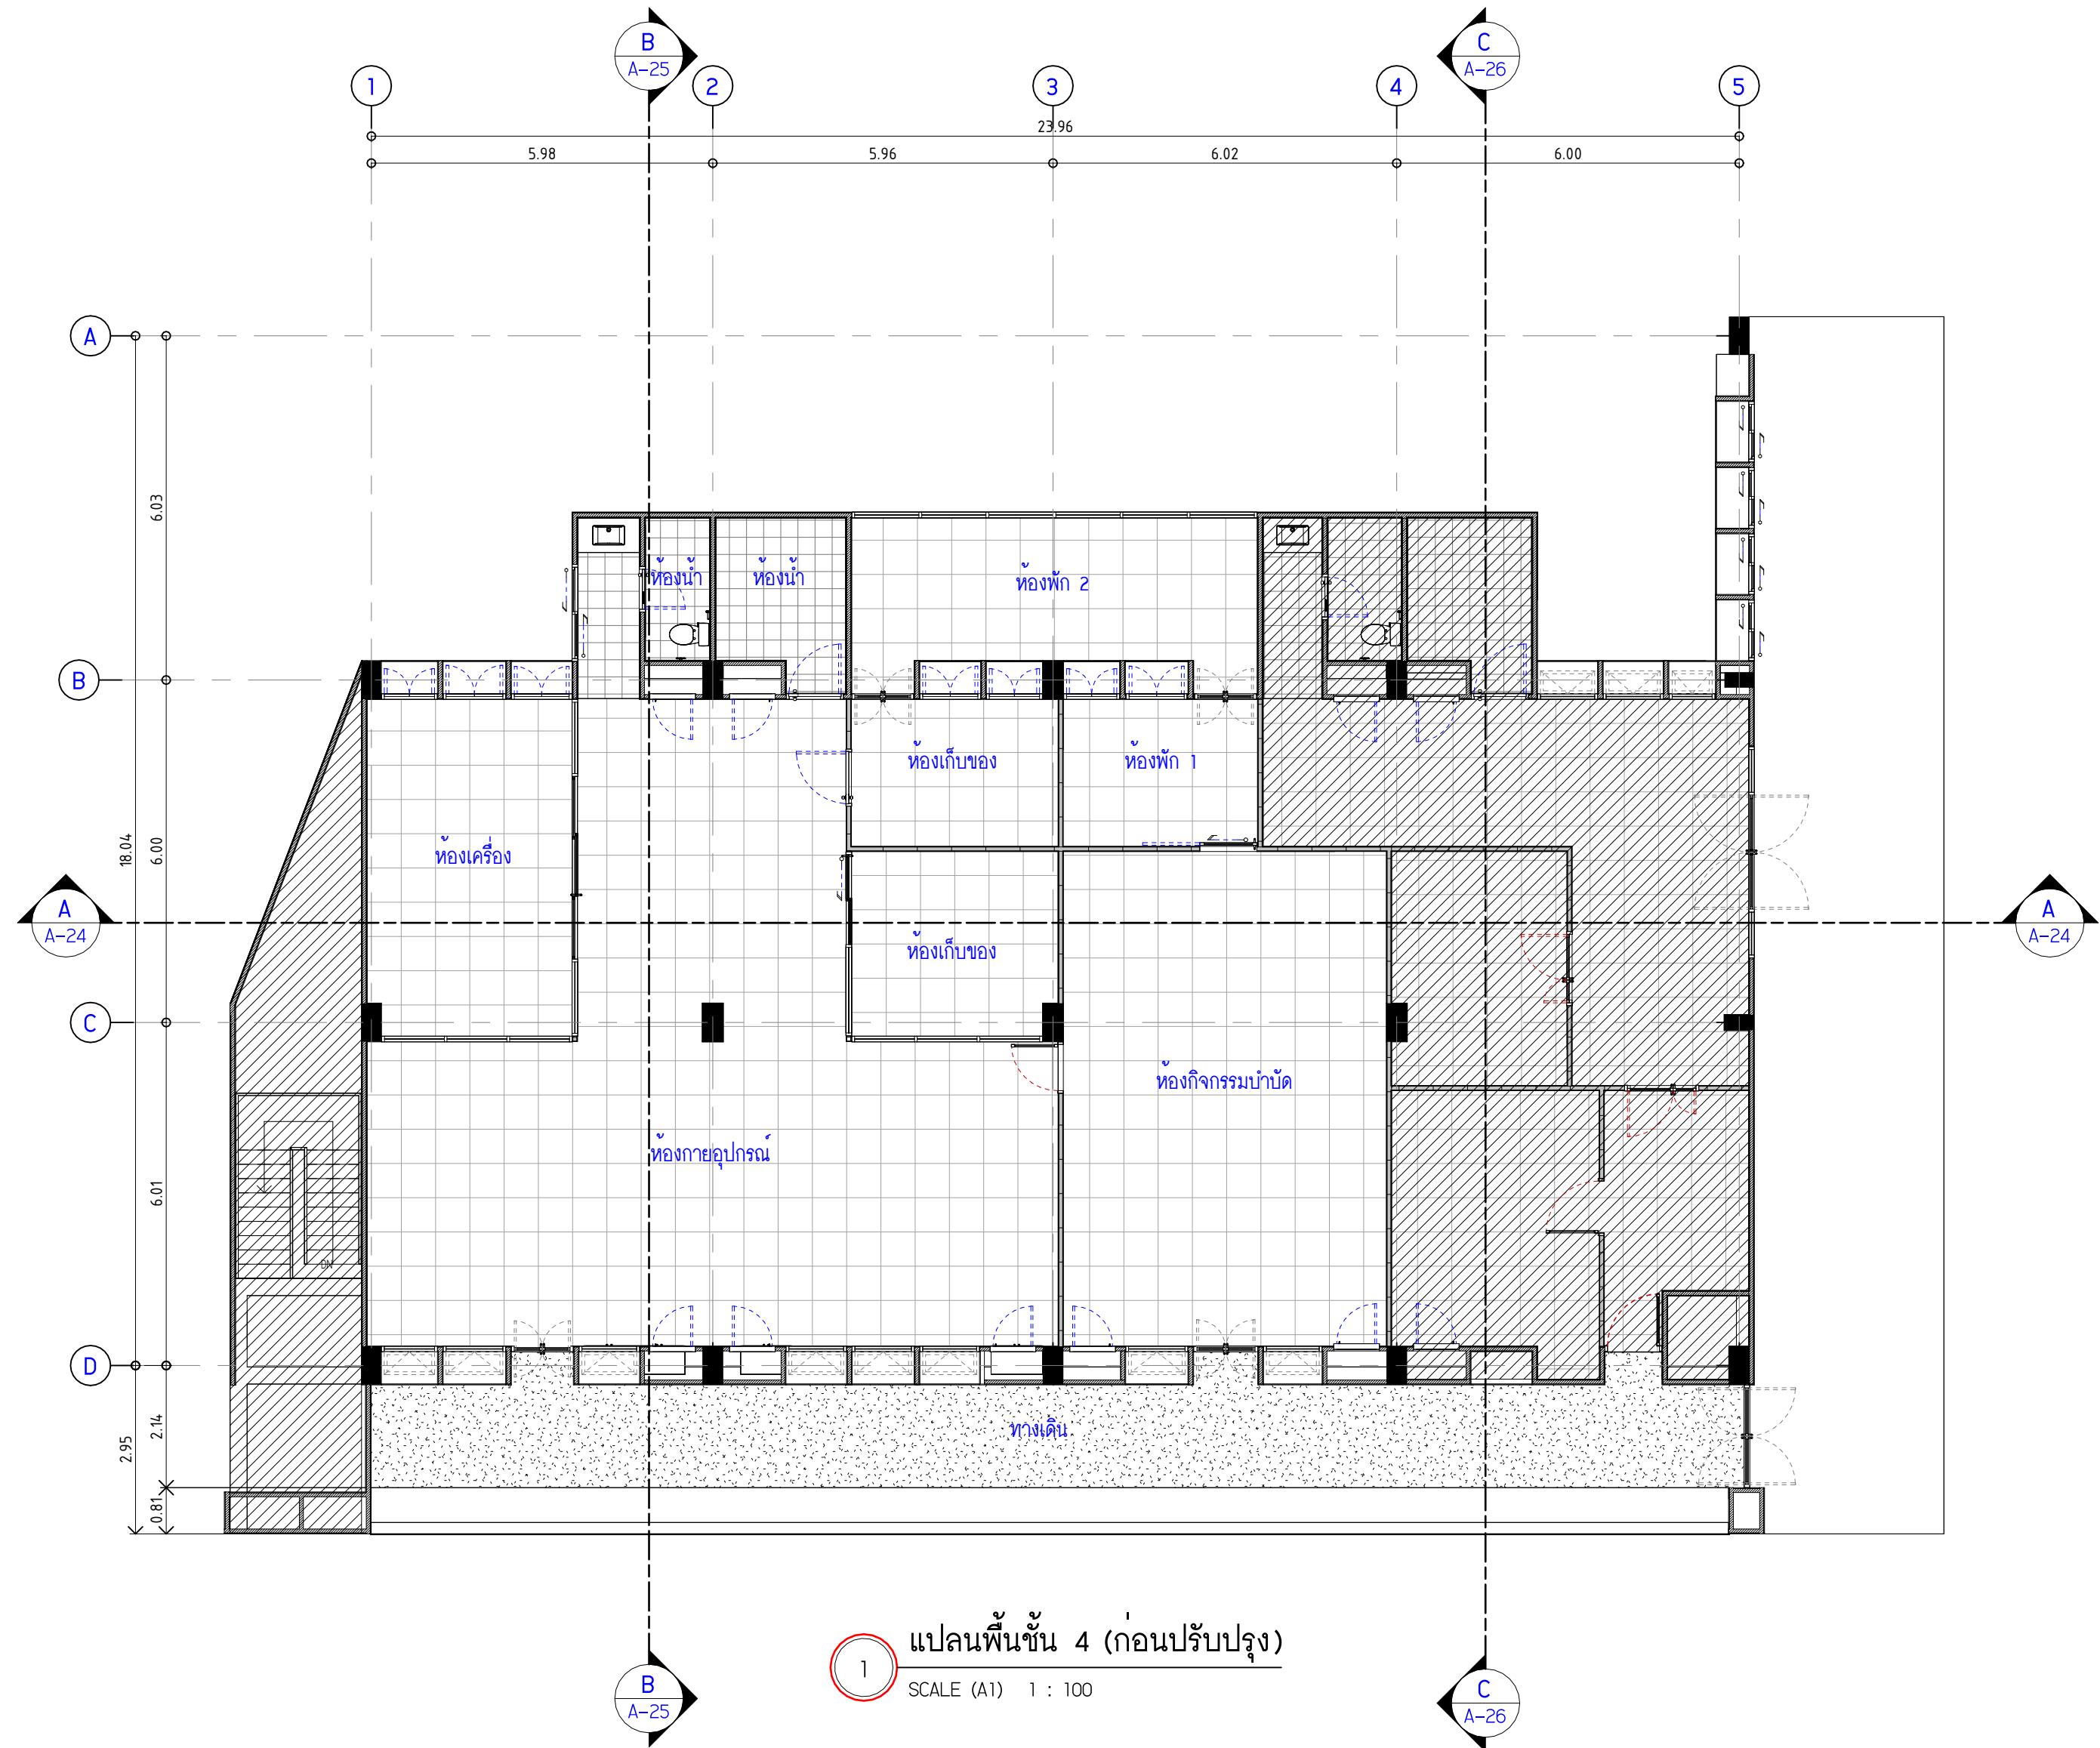 B
A-25
C
A-26
1
2
3
4
5
23.96
5.98
5.96
6.02
6.00
A
6.03
ห้องน้ำ
ห้องน้ำ
ห้องพัก 2
B
ห้องเก็บของ
ห้องพัก 1
18.04
6.00
ห้องเครื่อง
A
A-24
A
A-24
ห้องเก็บของ
C
ห้องกิจกรรมบำบัด
ห้องกายอุปกรณ์
6.01
DN
D
2.95
2.14
ทางเดิน
0.81
1
แปลนพื้นชั้น 4 (ก่อนปรับปรุง)
SCALE (A1) 1 : 100
B
A-25
C
A-26